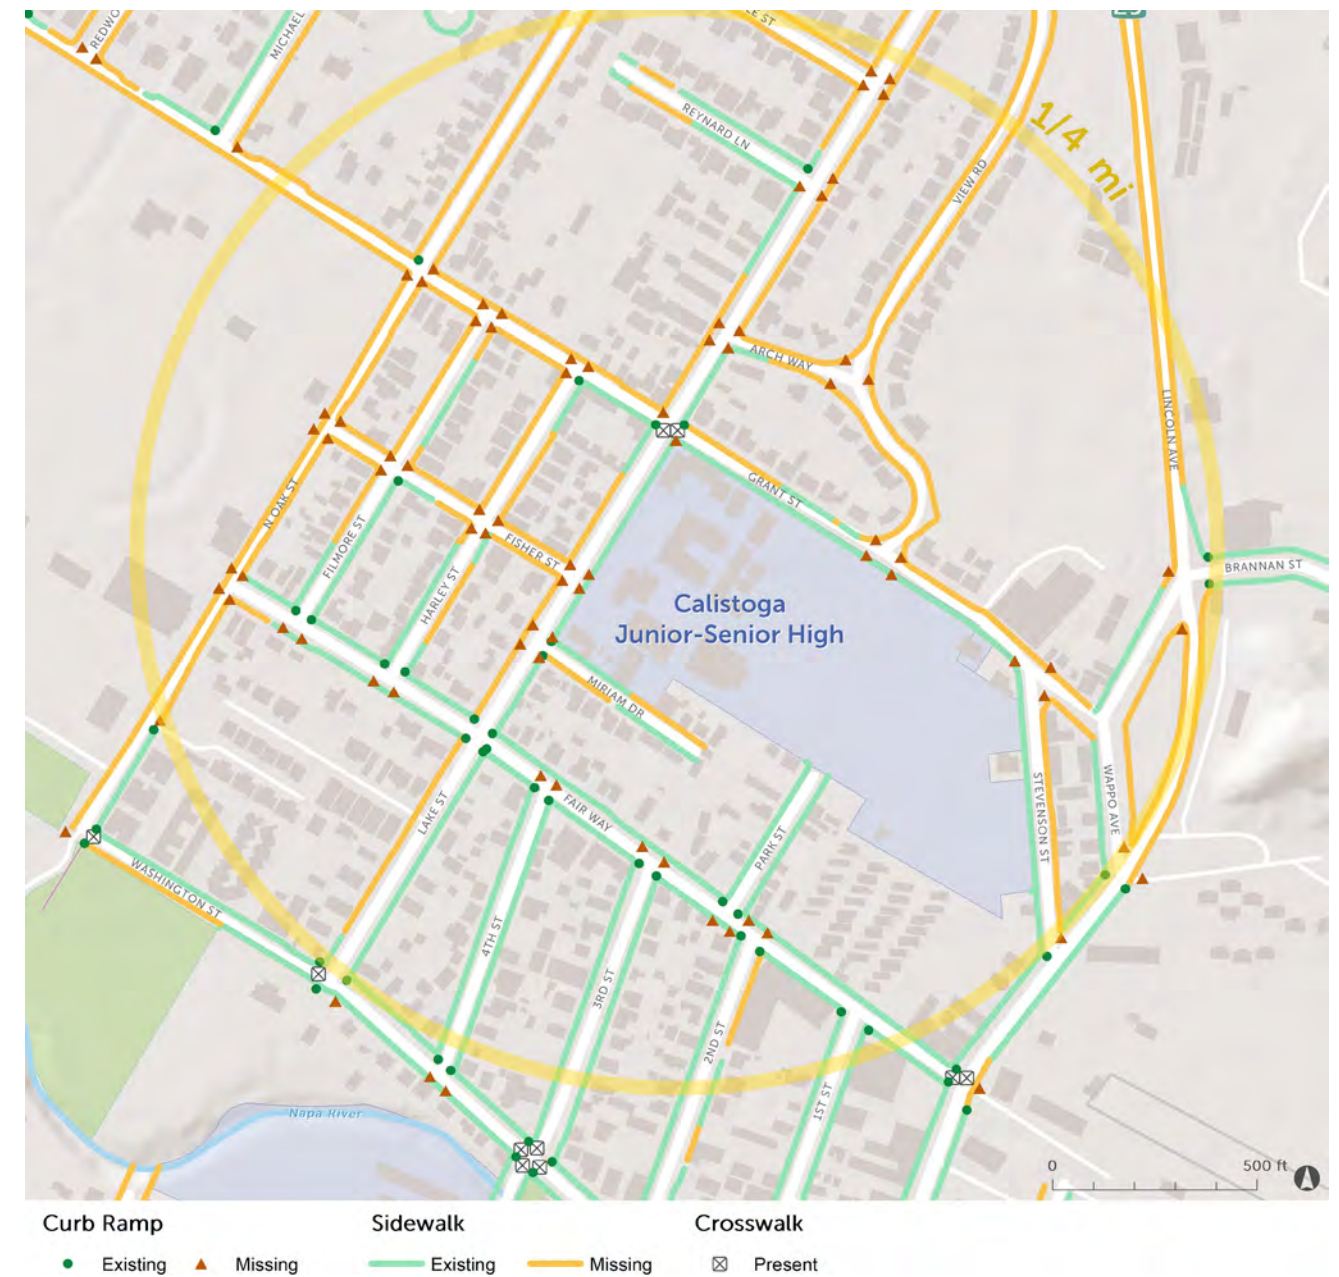 29
REDWO
MICHAEL
LE ST
REYNARD LN
1/4 mi
VIEW RD
ARCH WAY
LINCOLN AVE
GRANT ST
N OAK ST
FILMORE ST
FISHER ST
HARLEY ST
BRANNAN ST
Calistoga
Junior-Senior High
MIRIAM DR
STEVENSON ST
WAPPO AVE
LAKE ST
FAIR WAY
PARK ST
WASHINGTON ST
4TH ST
3RD ST
2ND ST
1ST ST
Napa River
0 500 ft
Curb Ramp Sidewalk Crosswalk
Existing Missing Existing Missing Present